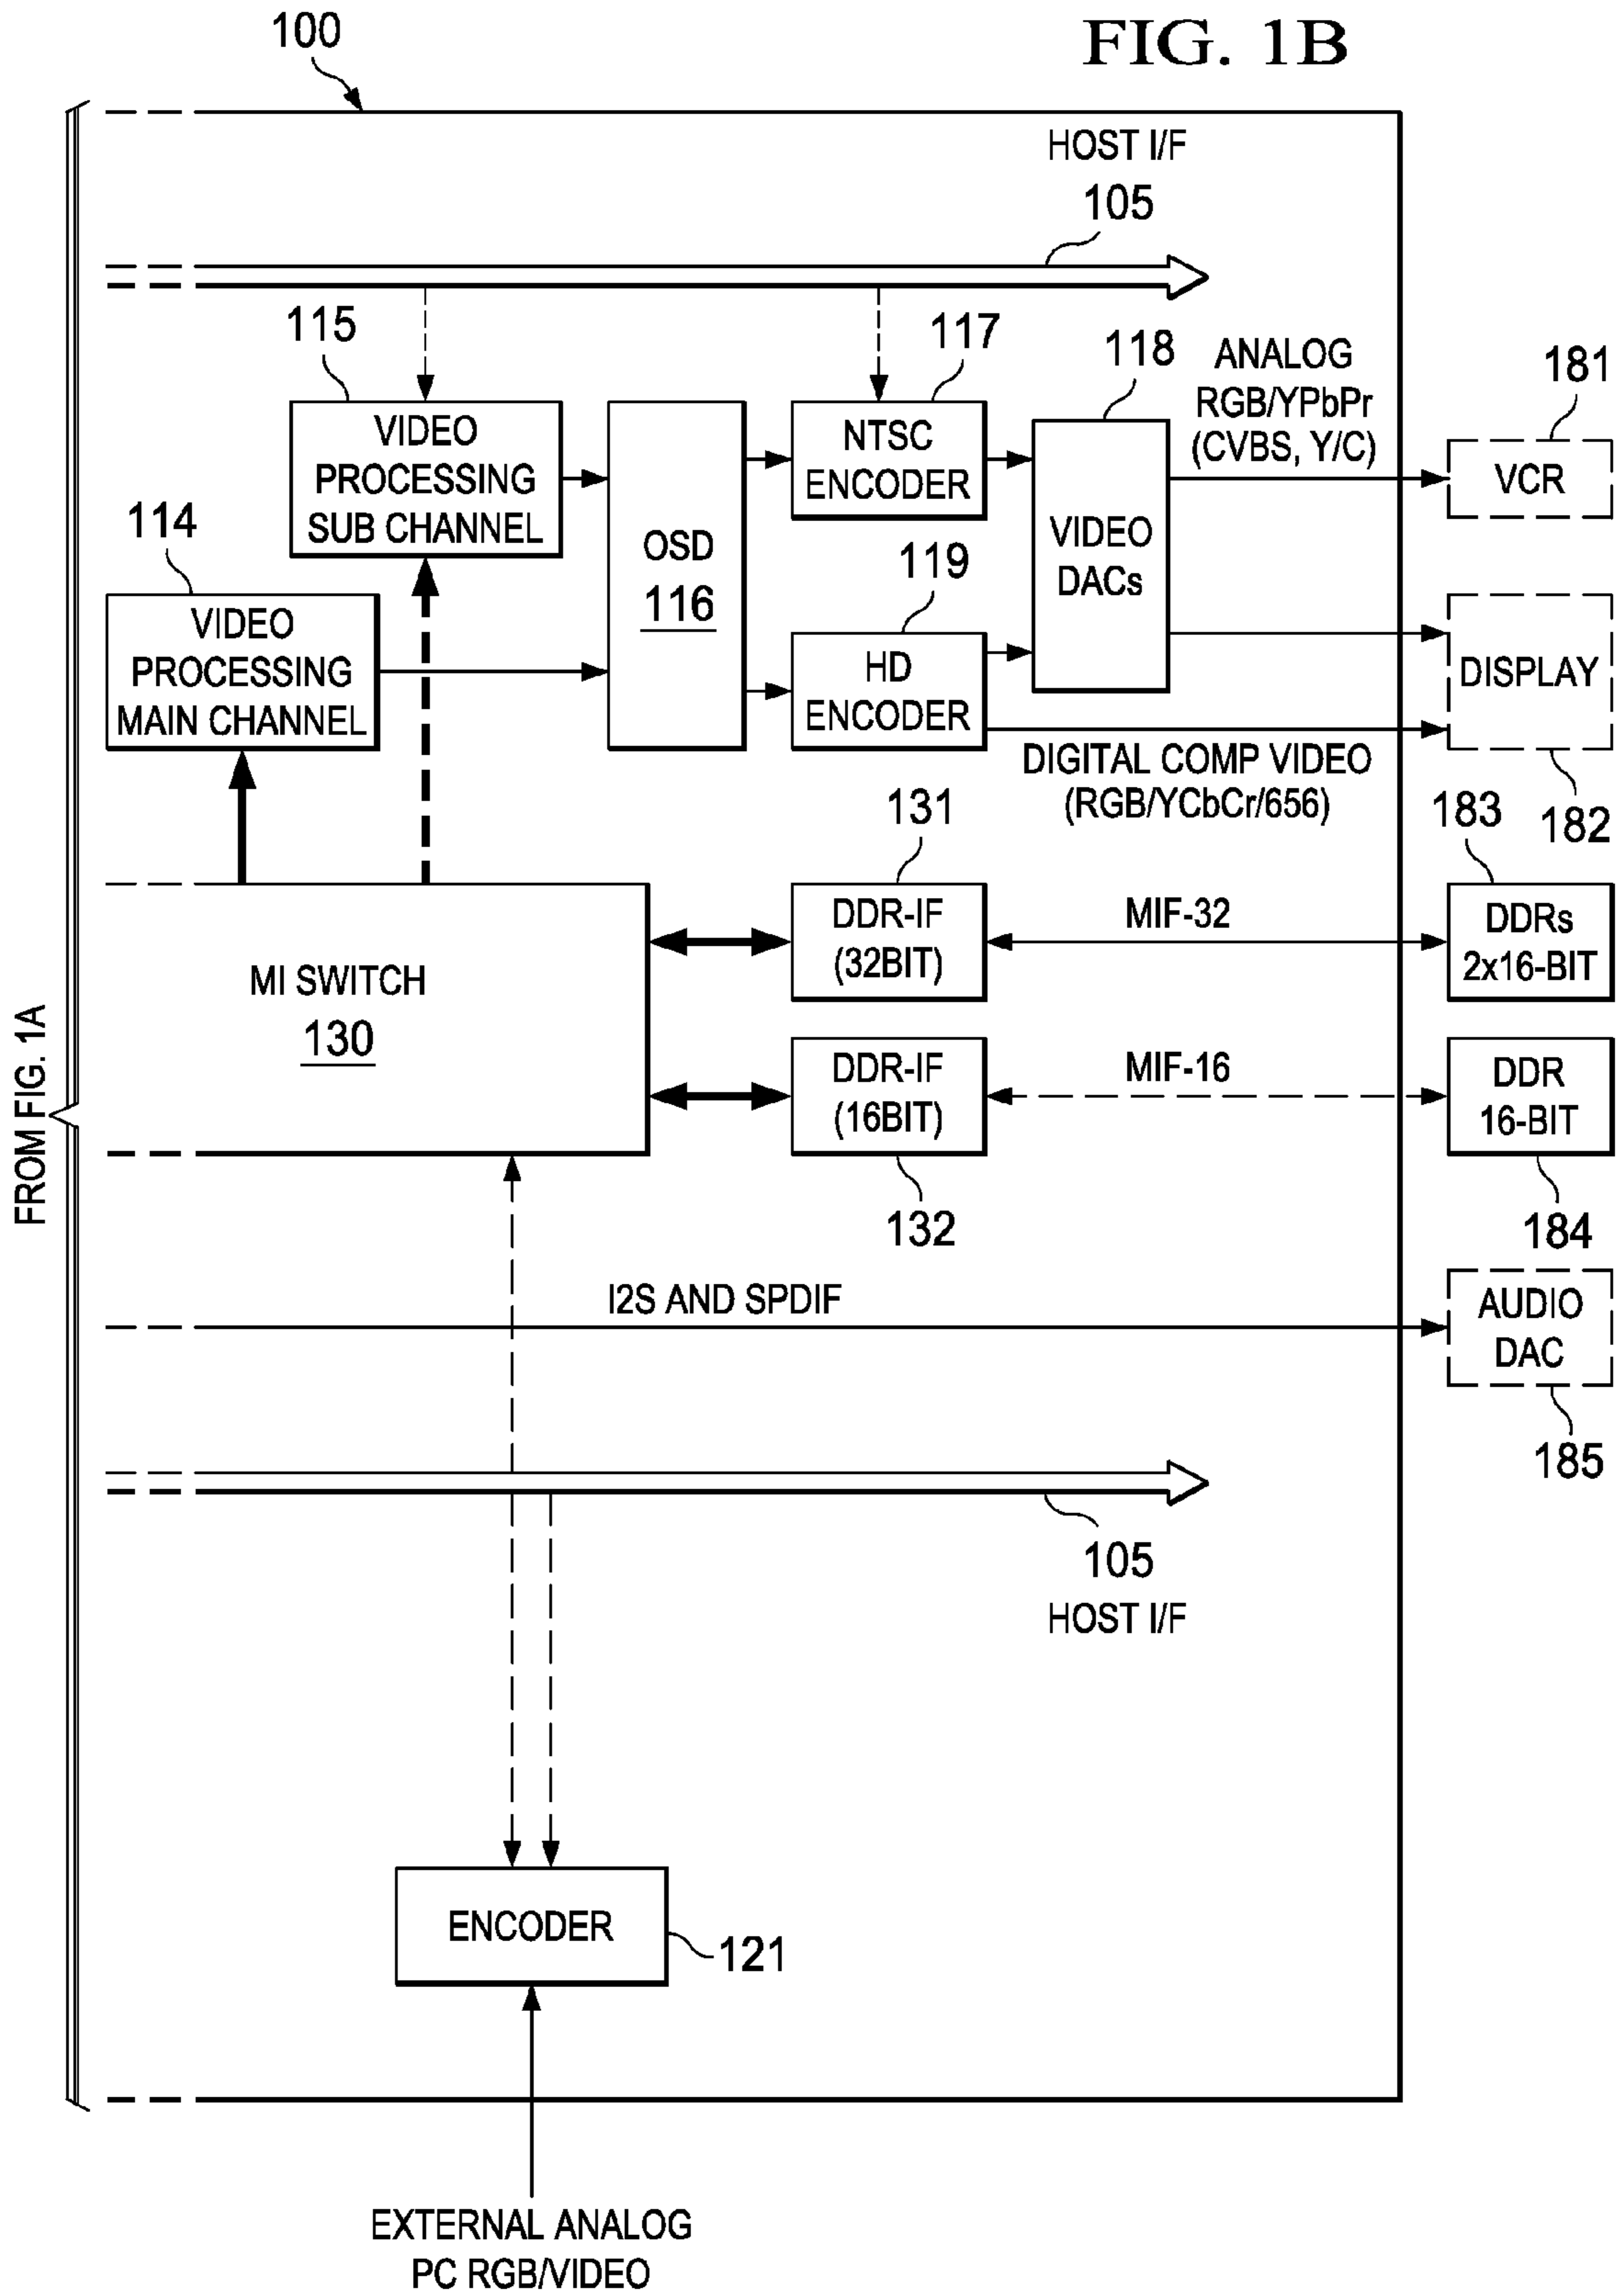 FIG. 1B
100
HOST I/F
105
115
117
118
ANALOG
RGB/YPbPr
(CVBS, Y/C)
181
VCR
VIDEO
PROCESSING
SUB CHANNEL
NTSC
ENCODER
VIDEO
DACs
114
VIDEO
PROCESSING
MAIN CHANNEL
OSD
116
119
HD
ENCODER
DISPLAY
182
DIGITAL COMP VIDEO
(RGB/YCbCr/656)
131
183
MI SWITCH
130
DDR-IF
(32BIT)
MIF-32
DDRs
2x16-BIT
DDR-IF
(16BIT)
MIF-16
DDR
16-BIT
132
184
FROM FIG. 1A
I2S AND SPDIF
AUDIO
DAC
185
105
HOST I/F
ENCODER
121
EXTERNAL ANALOG
PC RGB/VIDEO